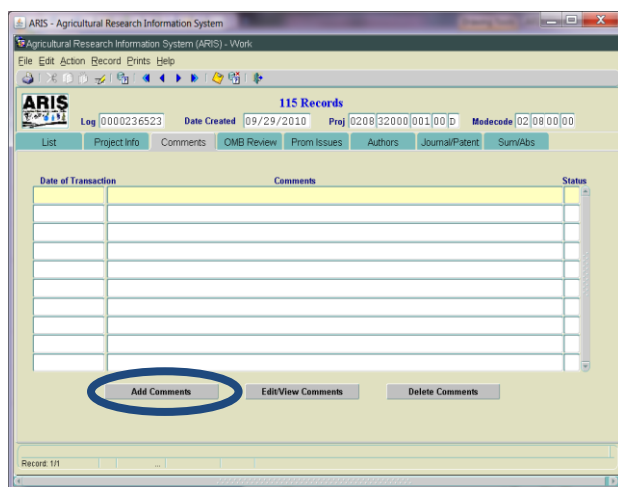 ARIS - Agricultural Research Information System
Agricultural Research Information System (ARIS) - Work
File Edit Action Record Prints Help
ARIS
115 Records
Log 0000236523 Date Created 09/29/2010 Proj 0208 32000 001 00 D Modecode 02 08 00 00
List Project Info Comments OMB Review Prom Issues Authors Journal/Patent Sum/Abs
Date of Transaction Comments Status
Add Comments Edit/View Comments Delete Comments
Record: 1/1 ...